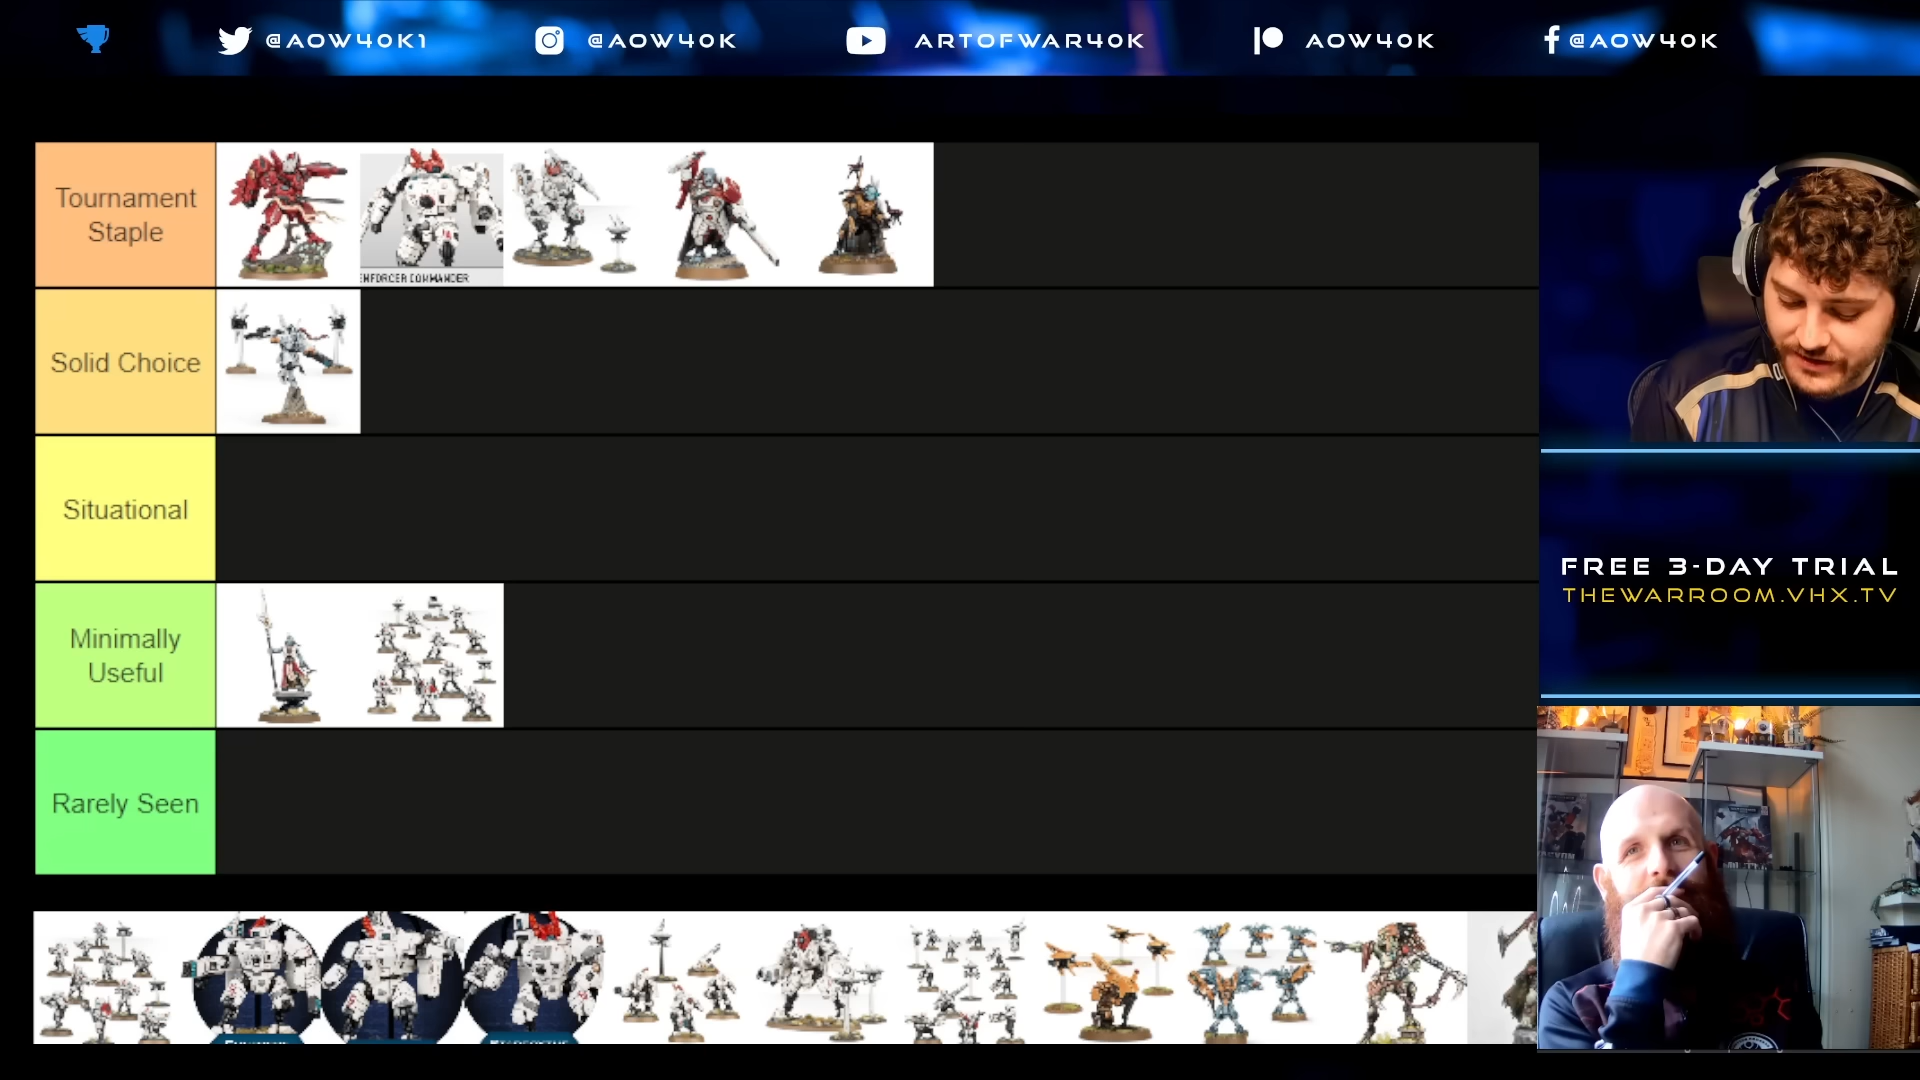 @AOW40K1
@AOW40K
ARTOFWAR40K
AOW40K
@AOW40K
Tournament
Staple
ENFORCER COMMANDER
Solid Choice
Situational
FREE 3-DAY TRIAL
THEWARROOM.VHX.TV
Minimally
Useful
Rarely Seen